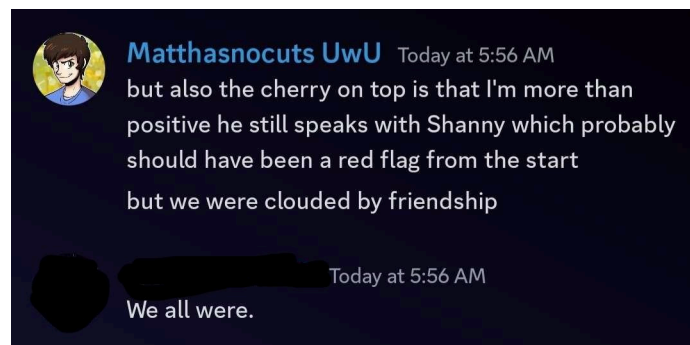 Matthasnocuts UwU Today at 5:56 AM
but also the cherry on top is that I'm more than
positive he still speaks with Shanny which probably
should have been a red flag from the start
but we were clouded by friendship
Today at 5:56 AM
We all were.